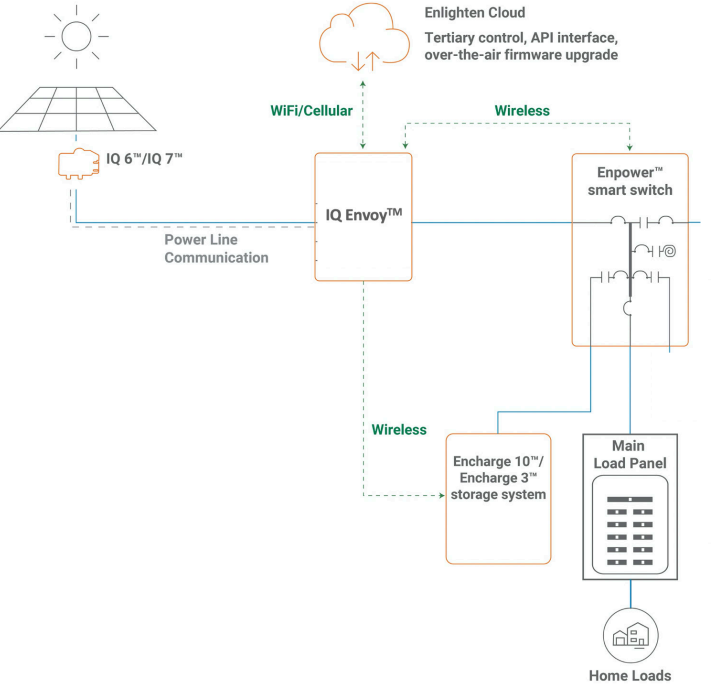 Enlighten Cloud
Tertiary control, API interface,
over-the-air firmware upgrade
WiFi/Cellular
Wireless
IQ 6™/IQ 7™
Enpower™
smart switch
IQ Envoy™
Power Line
Communication
Wireless
Encharge 10™/
Encharge 3™
storage system
Main
Load Panel
Home Loads